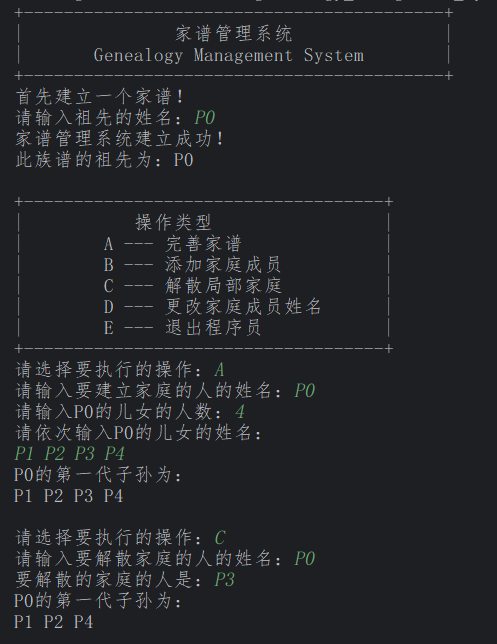 家谱管理系统
Genealogy Management System
首先建立一个家谱!
请输入祖先的姓名: P0
家谱管理系统建立成功!
此族谱的祖先为: P0
操作类型
A --- 完善家谱
B --- 添加家庭成员
C --- 解散局部家庭
D --- 更改家庭成员姓名
E --- 退出程序员
请选择要执行的操作: A
请输入要建立家庭的人的姓名: P0
请输入P0的儿女的人数: 4
请依次输入P0的儿女的姓名:
P1 P2 P3 P4
P0的第一代子孙为:
P1 P2 P3 P4
请选择要执行的操作: C
请输入要解散家庭的人的姓名: P0
要解散的家庭的人是: P3
P0的第一代子孙为:
P1 P2 P4